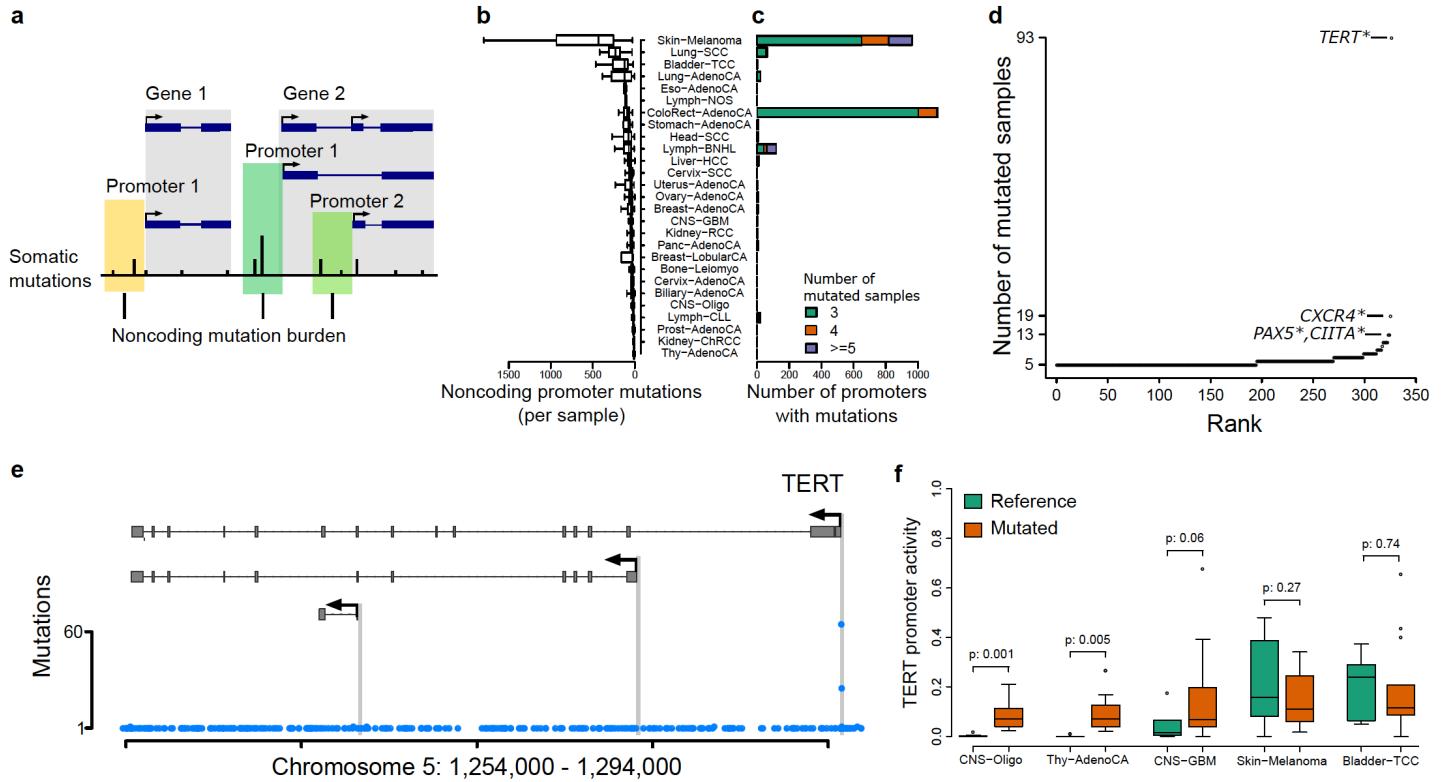 a
Gene 1
Gene 2
Promoter 1
Promoter 1
Promoter 2
Somatic
mutations
Noncoding mutation burden
b
Skin−Melanoma
Lung−SCC
Bladder−TCC
Lung−AdenoCA
Eso−AdenoCA
Lymph−NOS
ColoRect−AdenoCA
Stomach−AdenoCA
Head−SCC
Lymph−BNHL
Liver−HCC
Cervix−SCC
Uterus−AdenoCA
Ovary−AdenoCA
Breast−AdenoCA
CNS−GBM
Kidney−RCC
Panc−AdenoCA
Breast−LobularCA
Bone−Leiomyo
Cervix−AdenoCA
Biliary−AdenoCA
CNS−Oligo
Lymph−CLL
Prost−AdenoCA
Kidney−ChRCC
Thy−AdenoCA
1500 1000 500 0
Noncoding promoter mutations
(per sample)
c
Number of
mutated samples
3
4
>=5
0 200 400 600 800 1000
Number of promoters
with mutations
d
Number of mutated samples
93
19
13
5
TERT*
CXCR4*
PAX5*,CIITA*
0 50 100 150 200 250 300 350
Rank
e
TERT
Mutations
60
1
Chromosome 5: 1,254,000 - 1,294,000
f
Reference
Mutated
TERT promoter activity
1.0
0.8
0.6
0.4
0.2
0.0
p: 0.001
p: 0.005
p: 0.06
p: 0.27
p: 0.74
CNS−Oligo
Thy−AdenoCA
CNS−GBM
Skin−Melanoma
Bladder−TCC